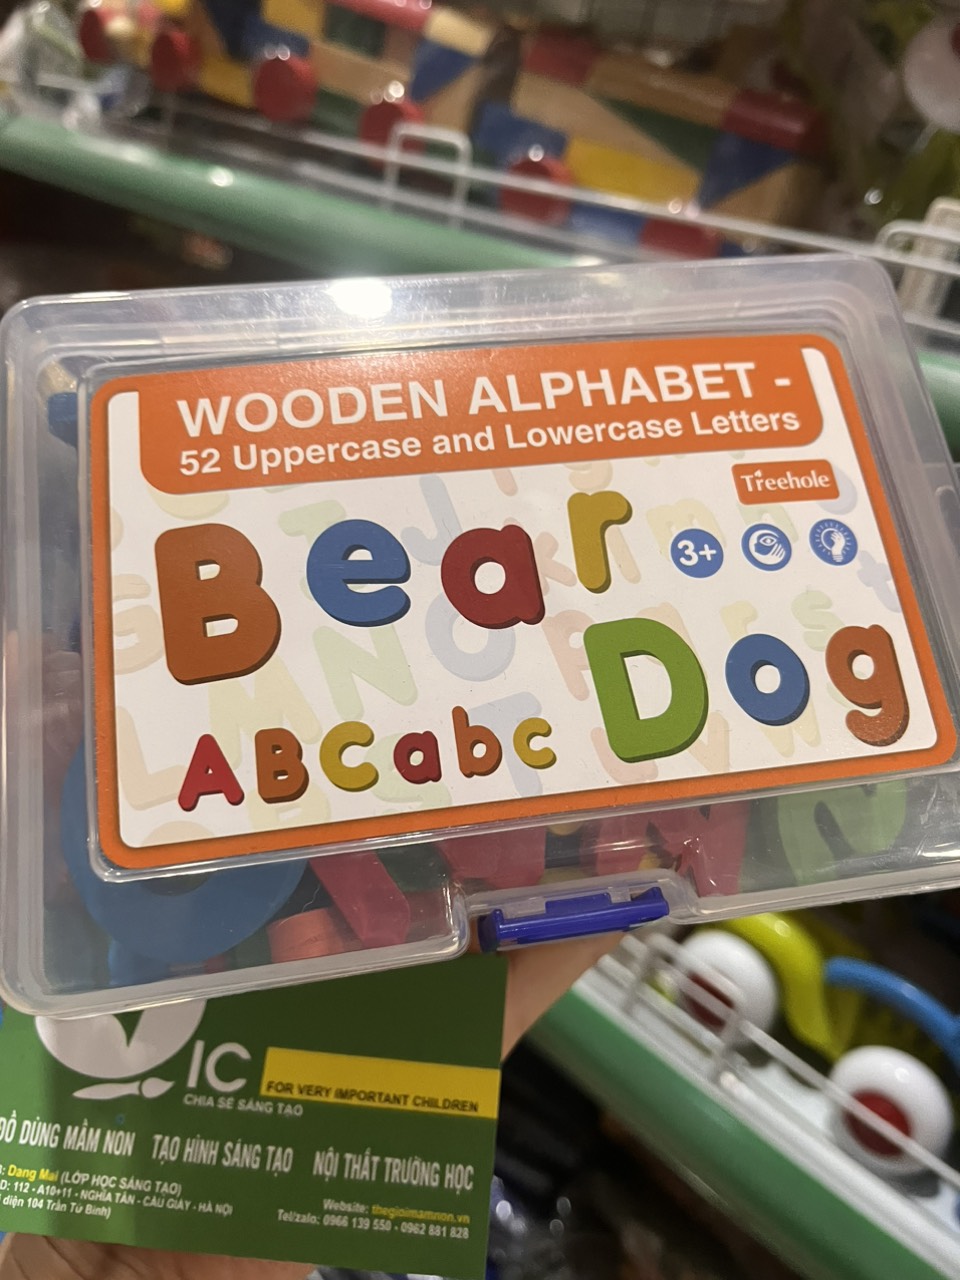 WOODEN ALPHABET -
52 Uppercase and Lowercase Letters
Treehole
Bear
3+
Dog
ABCabc
VIC
FOR VERY IMPORTANT CHILDREN
CHIA SẺ SÁNG TẠO
ĐỒ DÙNG MẦM NON TẠO HÌNH SÁNG TẠO NỘI THẤT TRƯỜNG HỌC
: Dang Mai (LỚP HỌC SÁNG TẠO)
D: 112 - A10+11 - NGHĨA TÂN - CẦU GIẤY - HÀ NỘI
diện 104 Trần Tử Bình)
Website: thegioimamnon.vn
Tel/zalo: 0966 139 550 - 0962 881 828